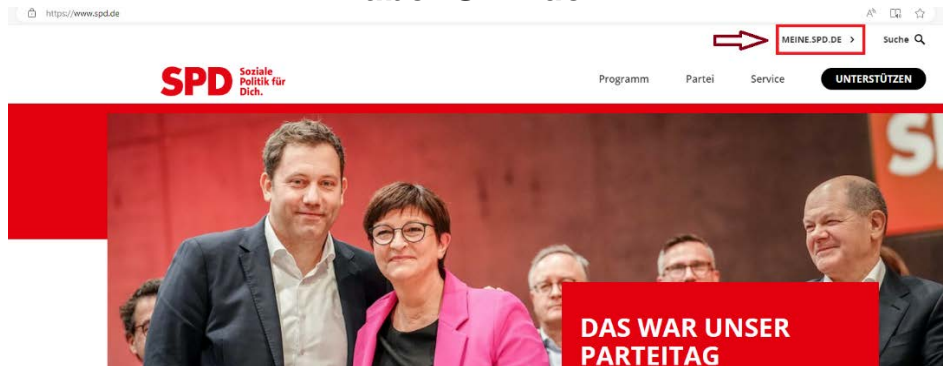 https://www.spd.de
MEINE.SPD.DE > Suche
SPD Soziale
Politik für
Dich.
Programm Partei Service UNTERSTÜTZEN
DAS WAR UNSER
PARTEITAG